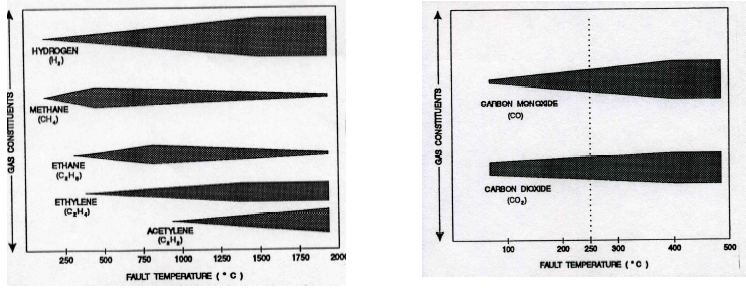 GAS CONSTITUENTS
HYDROGEN
(H₂)
METHANE
(CH₄)
ETHANE
ETHYLENE
(C₂H₄)
ACETYLENE
(C₂H₂)
250 500 750 1000 1250 1500 1750 2000
FAULT TEMPERATURE ( ° C )
GAS CONSTITUENTS
CARBON MONOXIDE
(CO)
CARBON DIOXIDE
(CO₂)
100 200 250 300 400 500
FAULT TEMPERATURE ( ° C )